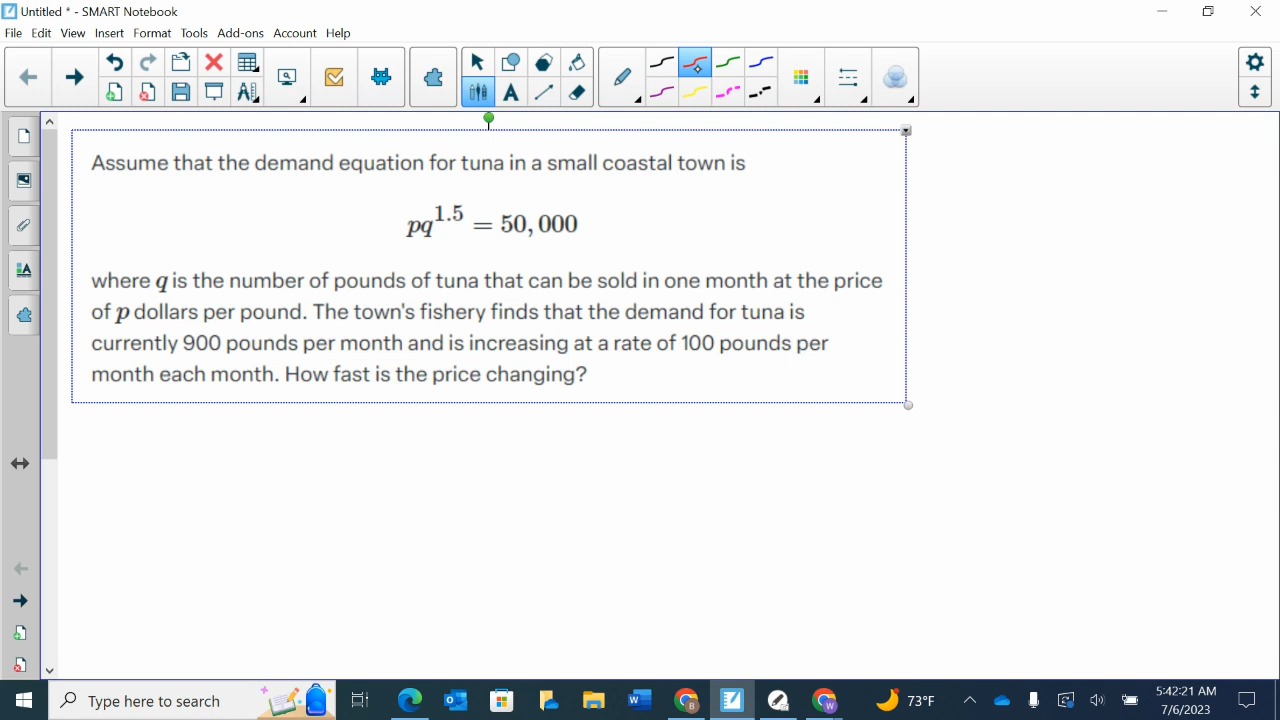 Untitled * - SMART Notebook
File Edit View Insert Format Tools Add-ons Account Help
Assume that the demand equation for tuna in a small coastal town is
pq^1.5 = 50,000
where q is the number of pounds of tuna that can be sold in one month at the price
of p dollars per pound. The town's fishery finds that the demand for tuna is
currently 900 pounds per month and is increasing at a rate of 100 pounds per
month each month. How fast is the price changing?
Type here to search
73°F
5:42:21 AM
7/6/2023